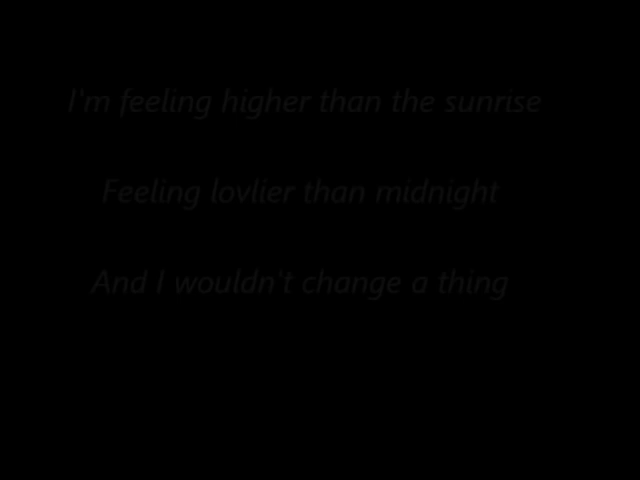 I'm feeling higher than the sunrise
Feeling lovlier than midnight
And I wouldn't change a thing